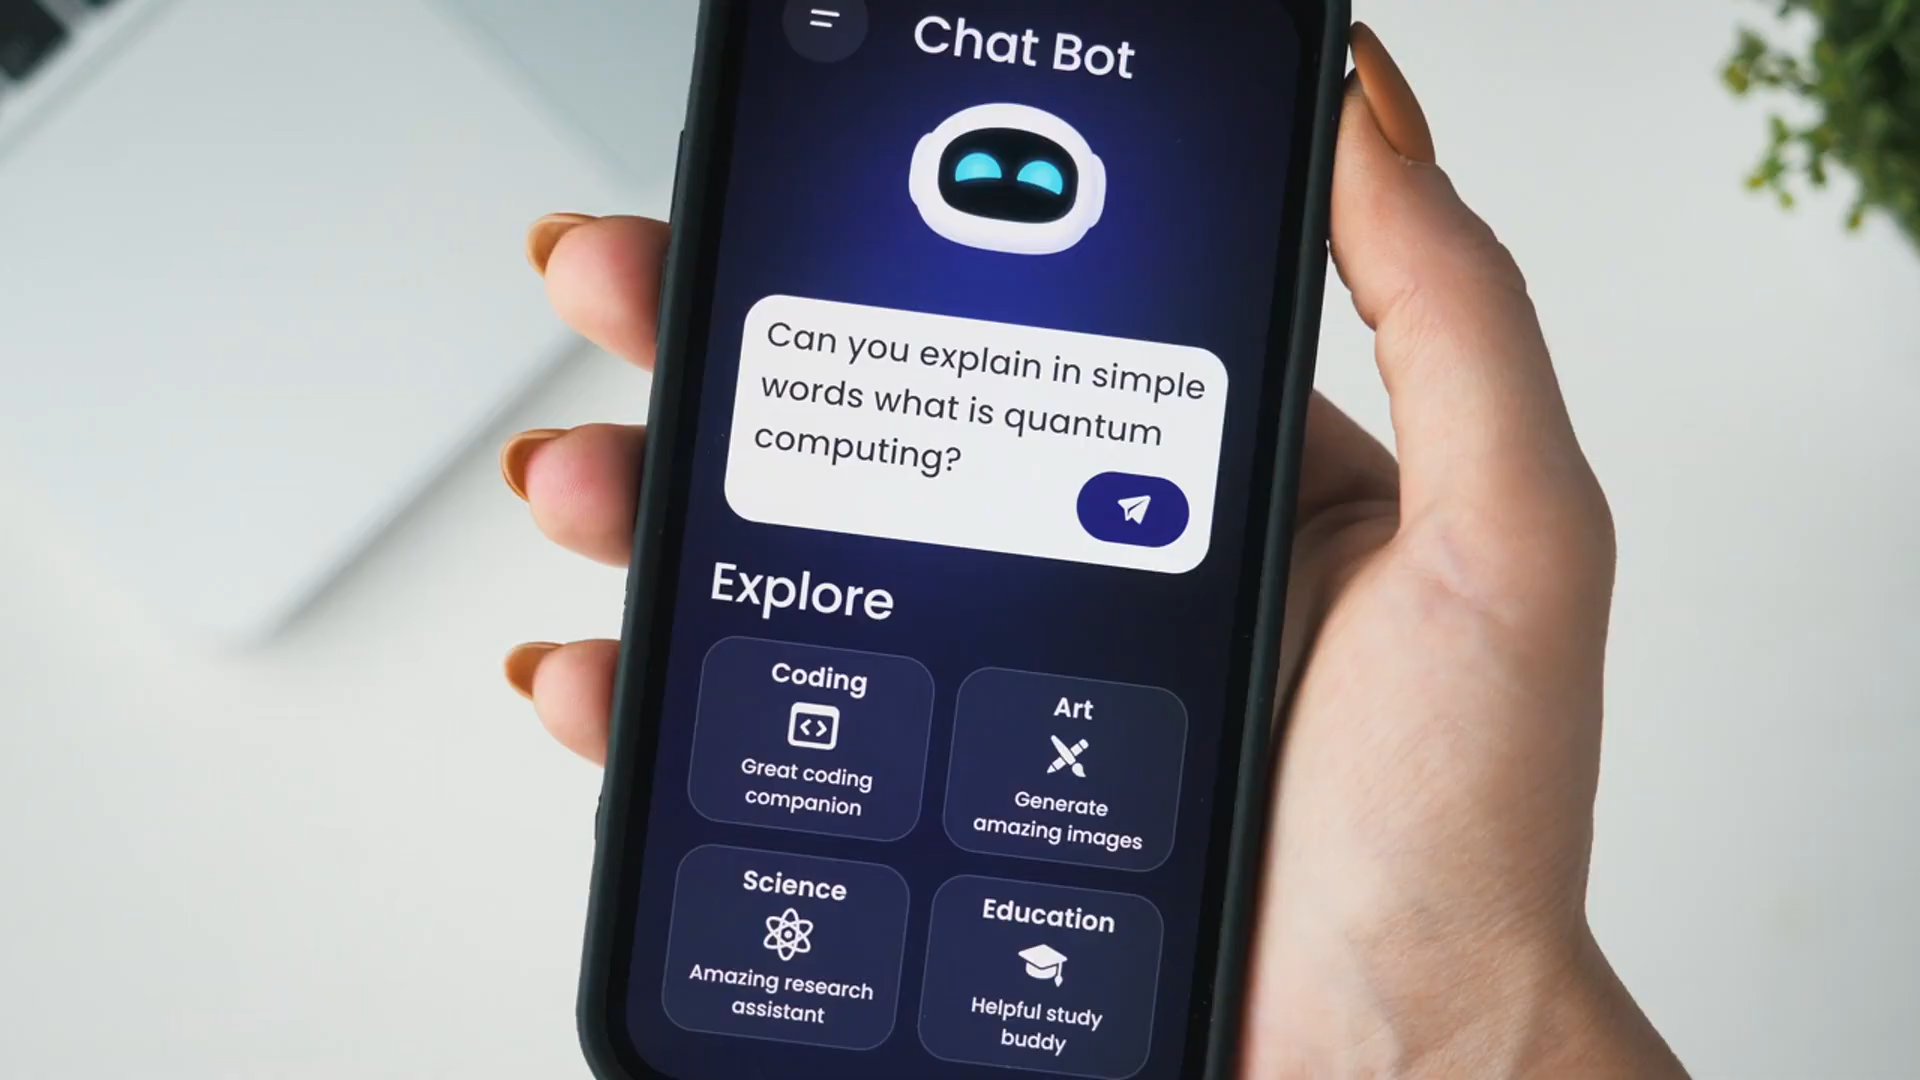 Chat Bot
Can you explain in simple
words what is quantum
computing?
Explore
Coding
Great coding
companion
Art
Generate
amazing images
Science
Amazing research
assistant
Education
Helpful study
buddy